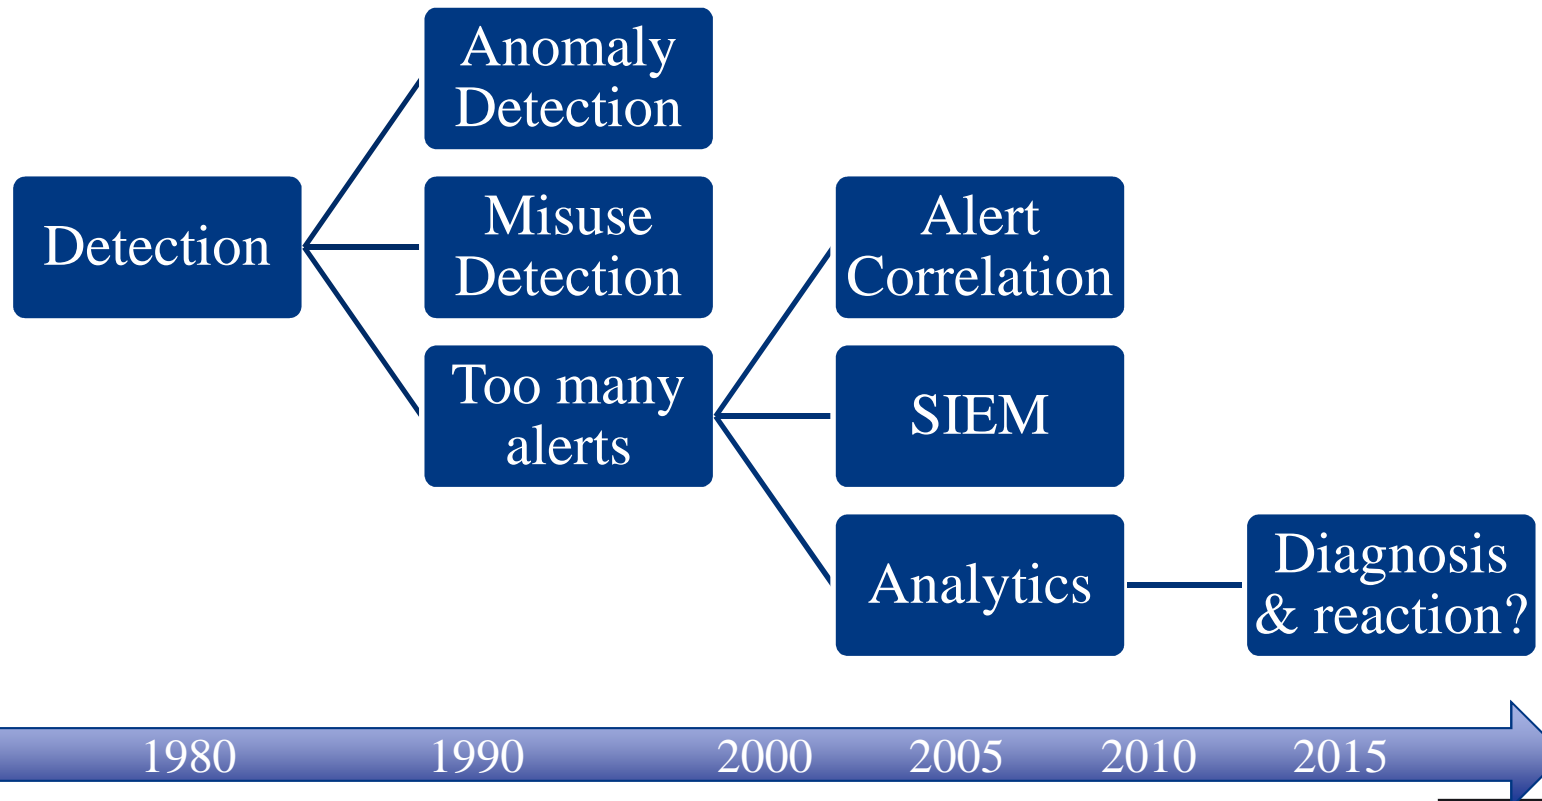 Anomaly
Detection
Detection
Misuse
Detection
Too many
alerts
Alert
Correlation
SIEM
Analytics
Diagnosis
& reaction?
1980
1990
2000
2005
2010
2015